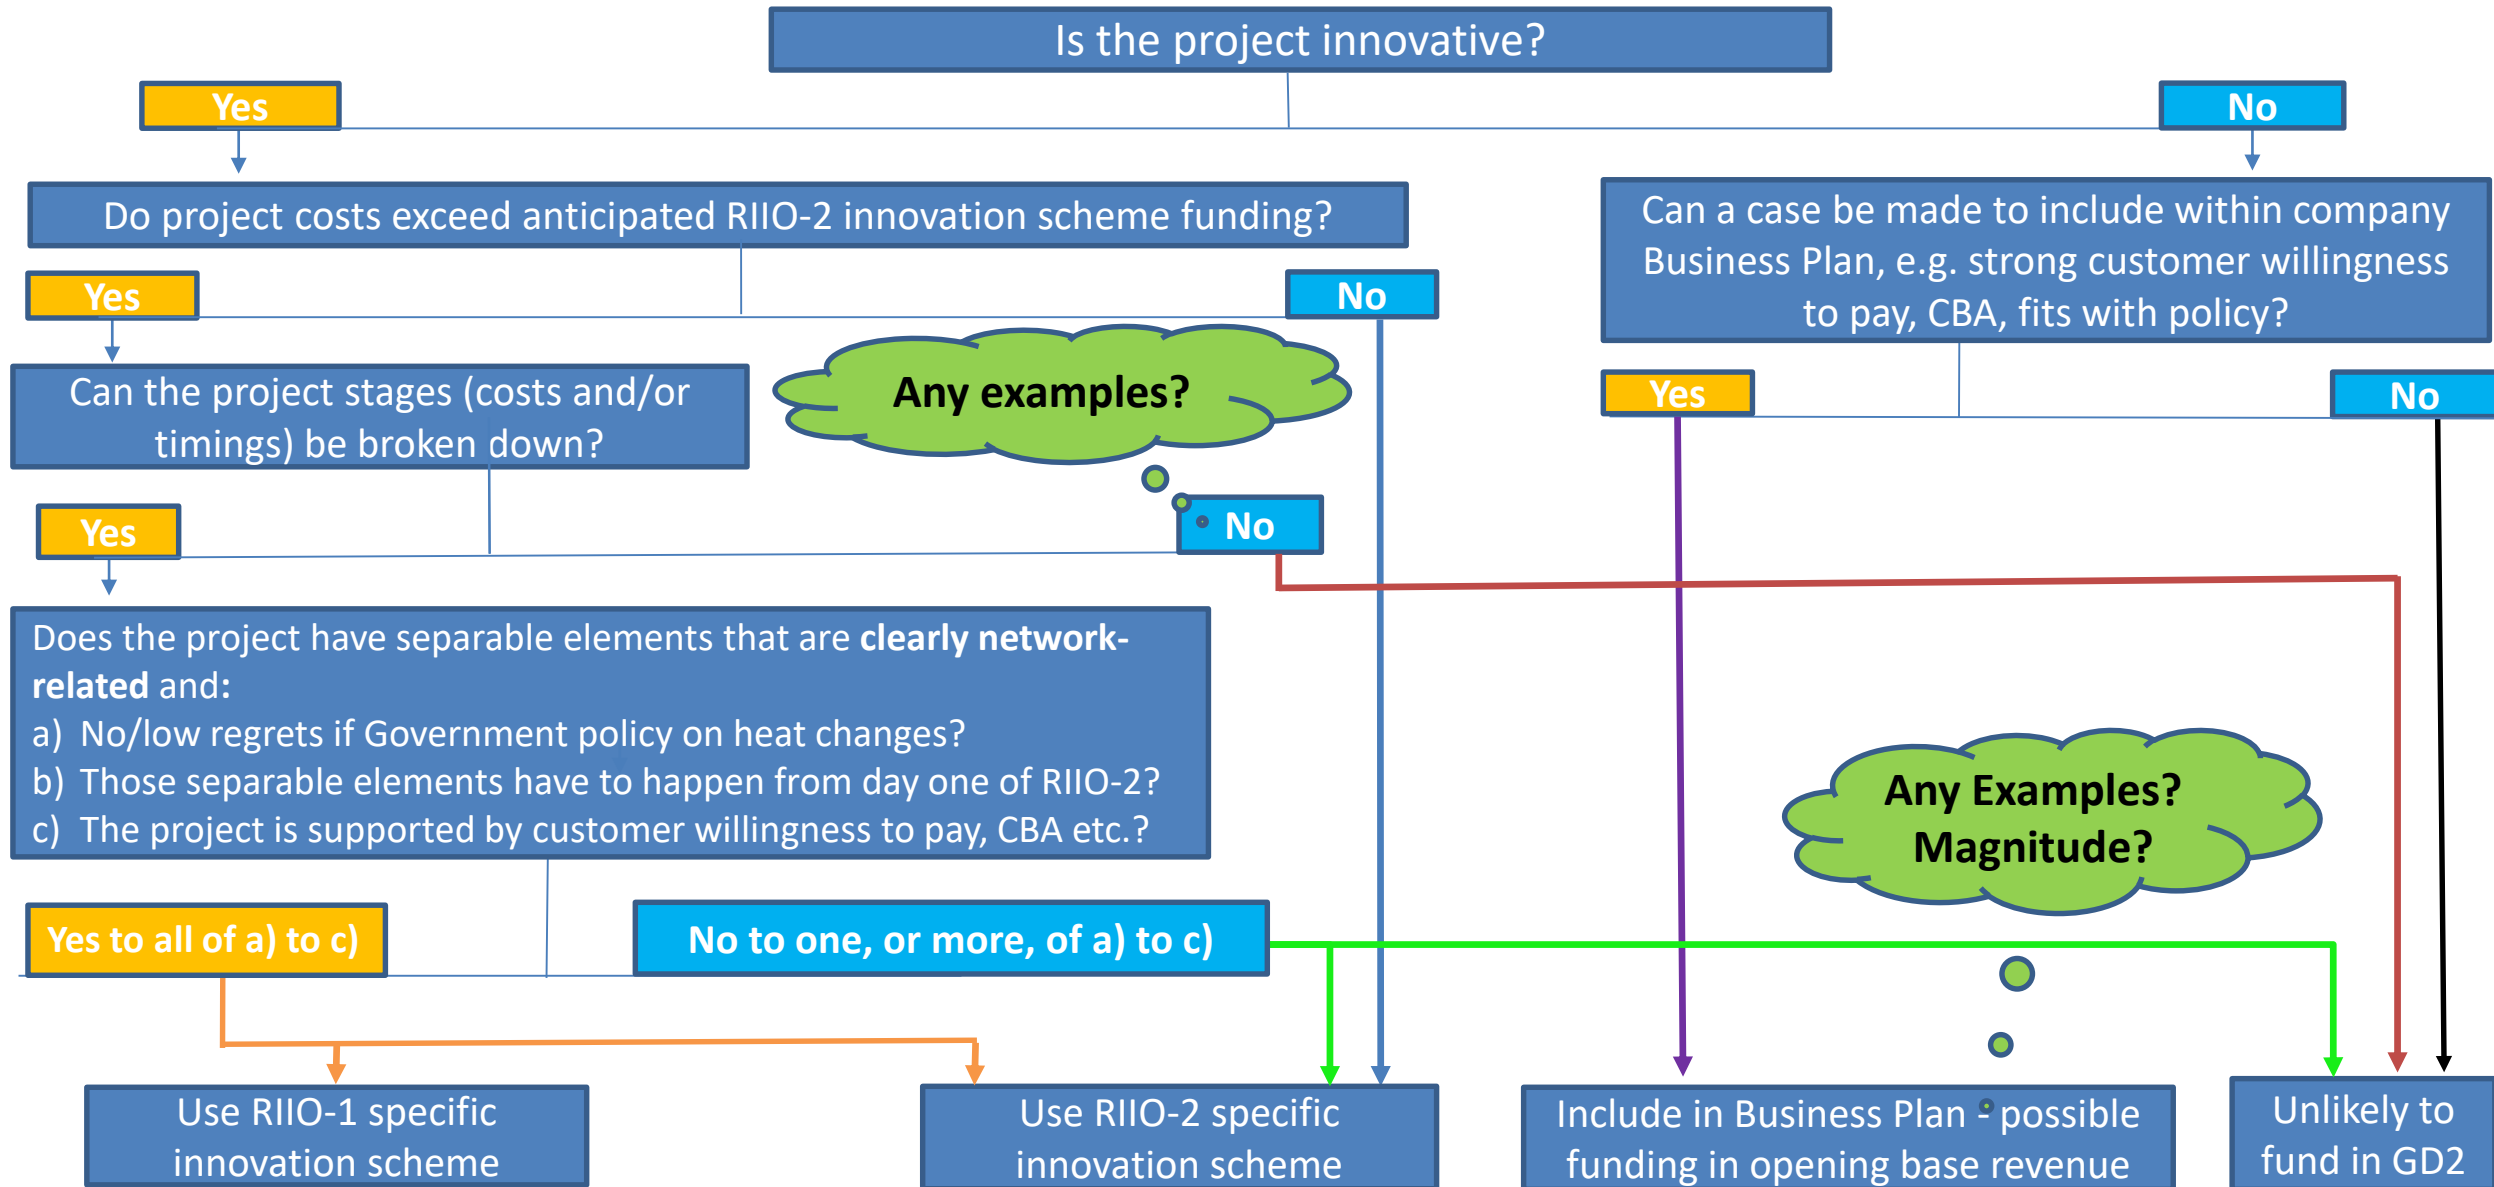 Is the project innovative?
Yes
No
Do project costs exceed anticipated RIIO-2 innovation scheme funding?
Can a case be made to include within company
Business Plan, e.g. strong customer willingness
to pay, CBA, fits with policy?
Yes
No
Any examples?
Can the project stages (costs and/or
timings) be broken down?
Yes
No
Yes
No
Does the project have separable elements that are clearly network-
related and:
a) No/low regrets if Government policy on heat changes?
b) Those separable elements have to happen from day one of RIIO-2?
c) The project is supported by customer willingness to pay, CBA etc.?
Any Examples?
Magnitude?
Yes to all of a) to c)
No to one, or more, of a) to c)
Use RIIO-1 specific
innovation scheme
Use RIIO-2 specific
innovation scheme
Include in Business Plan - possible
funding in opening base revenue
Unlikely to
fund in GD2